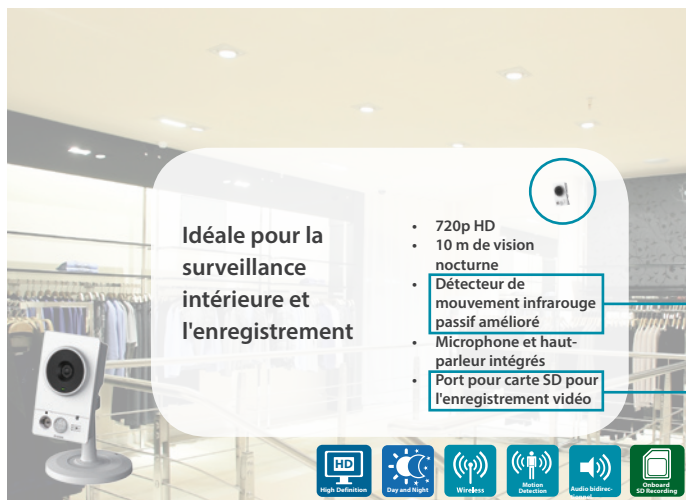 Idéale pour la
surveillance
intérieure et
l'enregistrement
• 720p HD
• 10 m de vision
nocturne
• Détecteur de
mouvement infrarouge
passif amélioré
• Microphone et haut-
parleur intégrés
• Port pour carte SD pour
l'enregistrement vidéo
HD
High Definition
Day and Night
Wireless
Motion
Detection
Audio bidirec-
Onboard
SD Recording